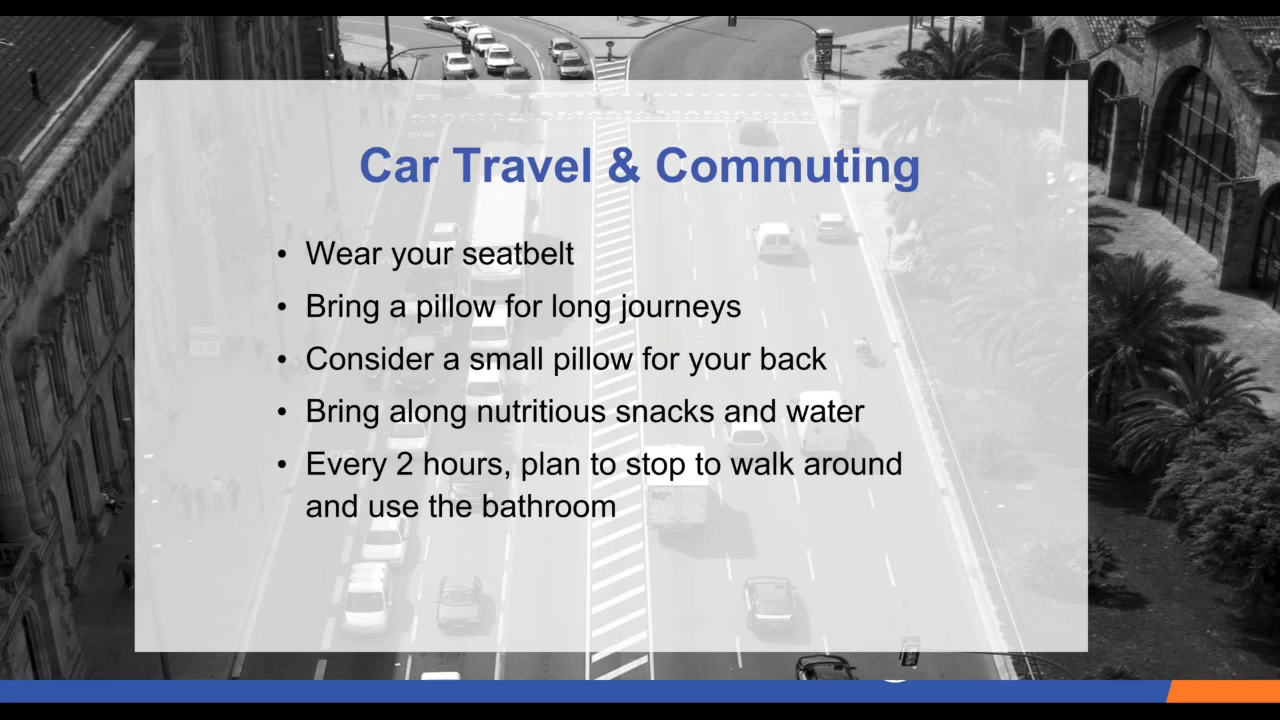 Car Travel & Commuting
• Wear your seatbelt
• Bring a pillow for long journeys
• Consider a small pillow for your back
• Bring along nutritious snacks and water
• Every 2 hours, plan to stop to walk around
and use the bathroom